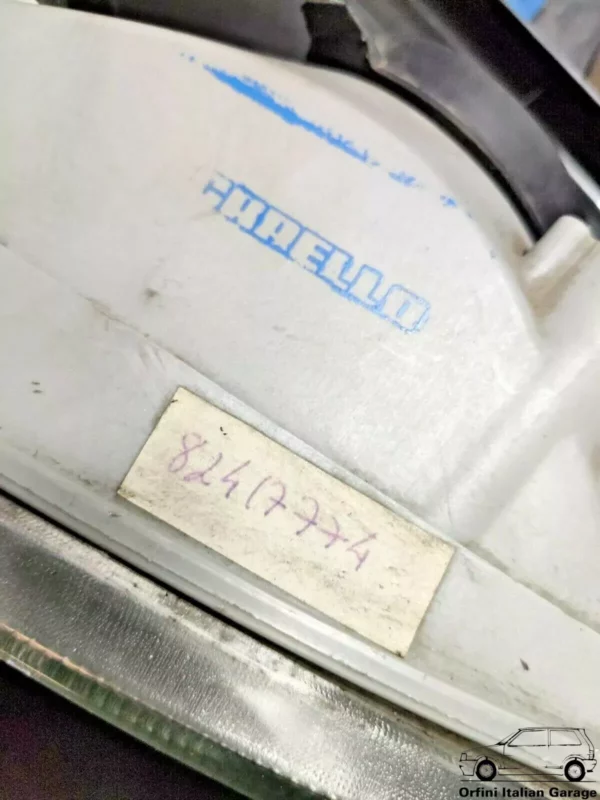 CARELLO
82417774
Orfini Italian Garage